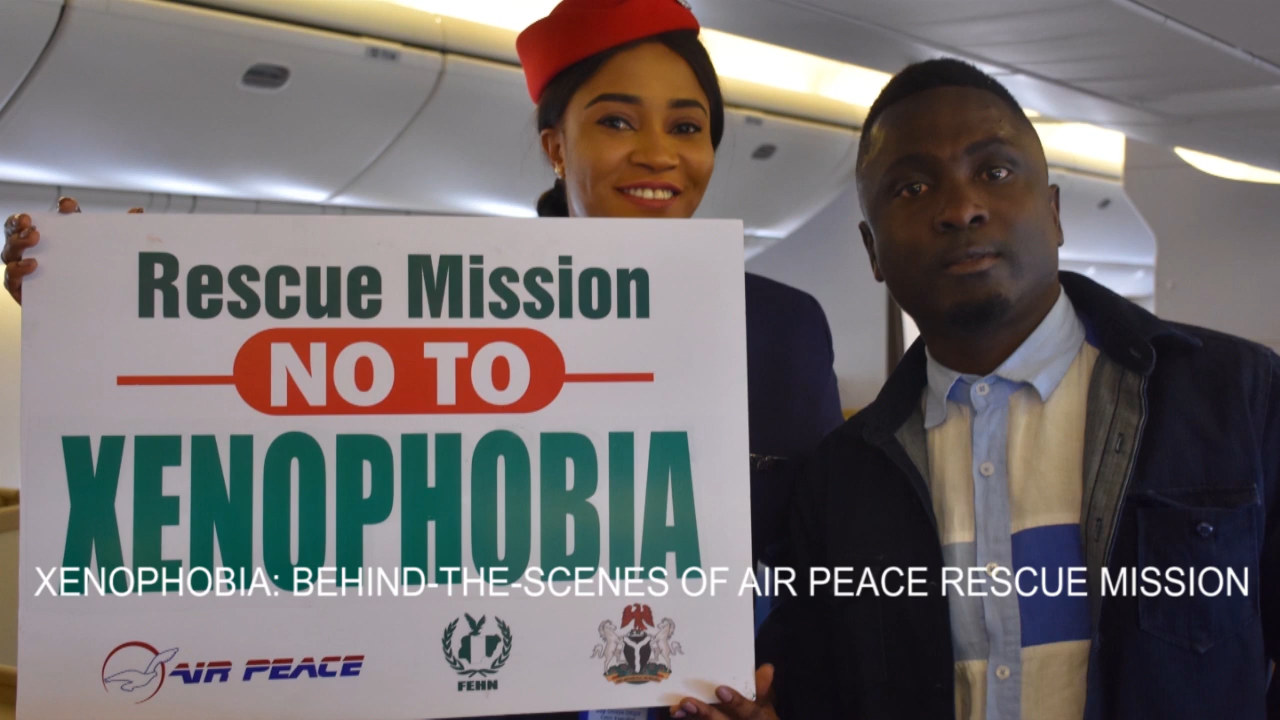 Rescue Mission
NO TO
XENOPHOBIA
XENOPHOBIA: BEHIND-THE-SCENES OF AIR PEACE RESCUE MISSION
AIR PEACE
FEHN